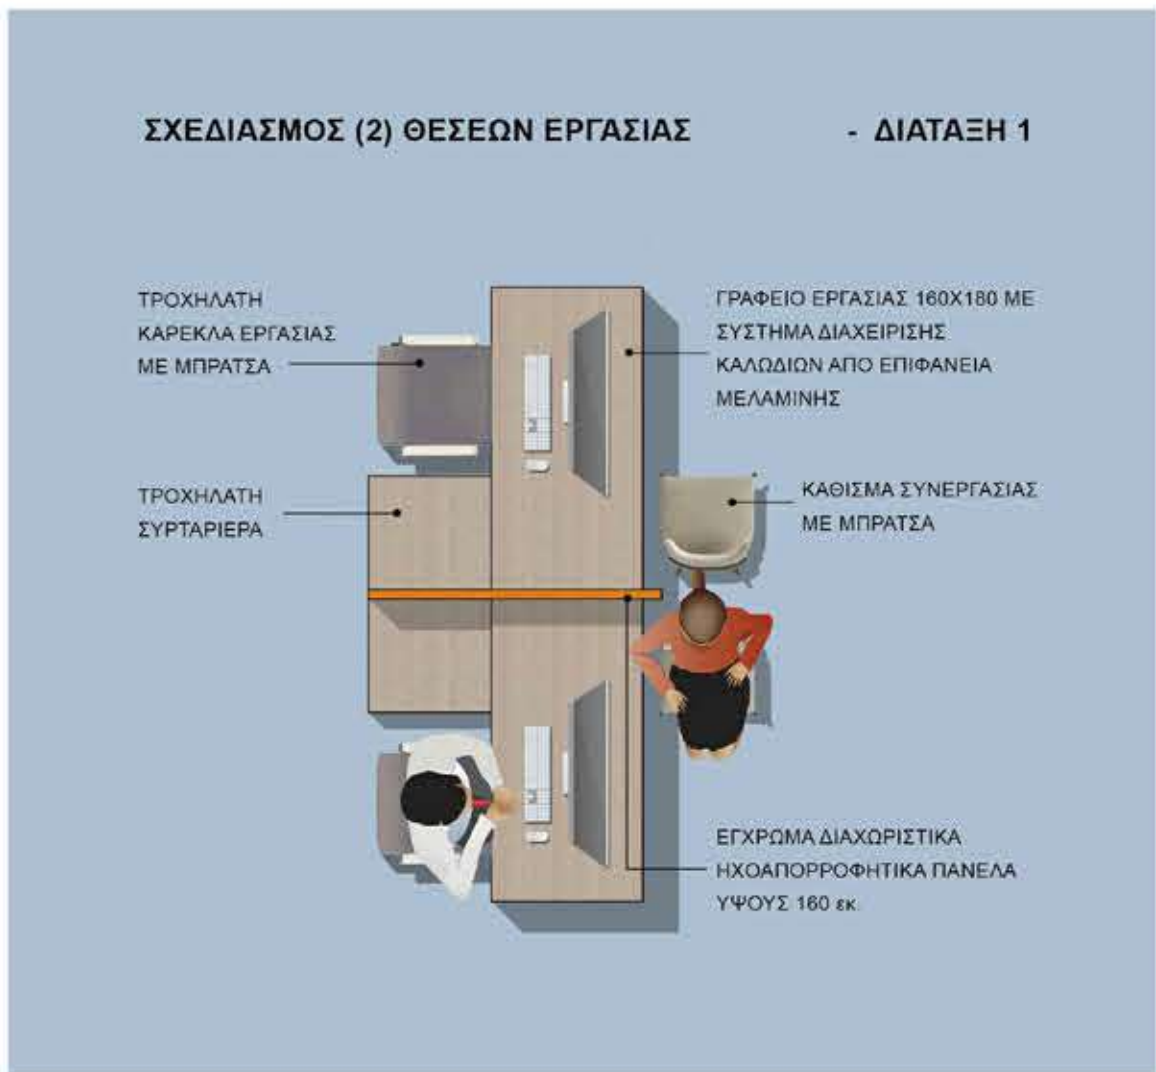 ΣΧΕΔΙΑΣΜΟΣ (2) ΘΕΣΕΩΝ ΕΡΓΑΣΙΑΣ - ΔΙΑΤΑΞΗ 1
ΤΡΟΧΗΛΑΤΗ
ΚΑΡΕΚΛΑ ΕΡΓΑΣΙΑΣ
ΜΕ ΜΠΡΑΤΣΑ
ΓΡΑΦΕΙΟ ΕΡΓΑΣΙΑΣ 160Χ180 ΜΕ
ΣΥΣΤΗΜΑ ΔΙΑΧΕΙΡΙΣΗΣ
ΚΑΛΩΔΙΩΝ ΑΠΟ ΕΠΙΦΑΝΕΙΑ
ΜΕΛΑΜΙΝΗΣ
ΤΡΟΧΗΛΑΤΗ
ΣΥΡΤΑΡΙΕΡΑ
ΚΑΘΙΣΜΑ ΣΥΝΕΡΓΑΣΙΑΣ
ΜΕ ΜΠΡΑΤΣΑ
ΕΓΧΡΩΜΑ ΔΙΑΧΩΡΙΣΤΙΚΑ
ΗΧΟΑΠΟΡΡΟΦΗΤΙΚΑ ΠΑΝΕΛΑ
ΥΨΟΥΣ 160 εκ.